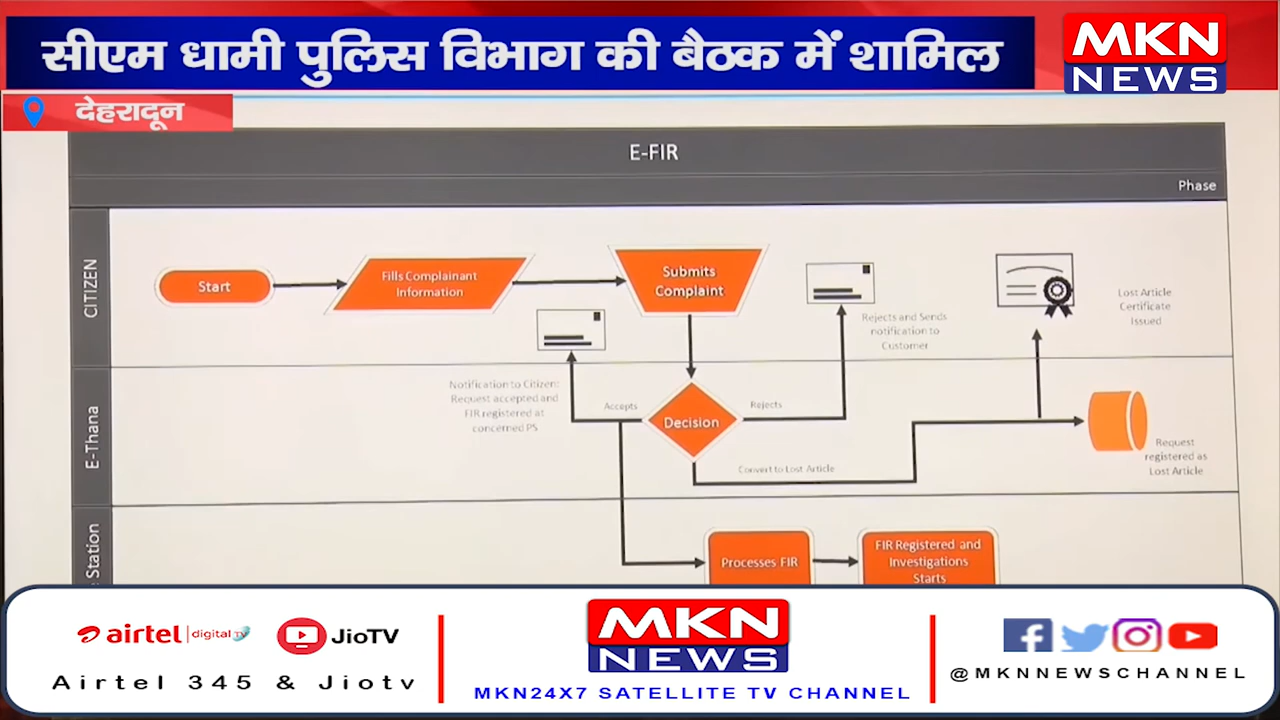 सीएम धामी पुलिस विभाग की बैठक में शामिल
MKN
NEWS
देहरादून
E-FIR
Phase
CITIZEN
Start
Fills Complainant
Information
Submits
Complaint
Rejects and Sends
notification to
Customer
Lost Article
Certificate
Issued
E-Thana
Notification to Citizen:
Request accepted and
FIR registered at
concerned PS
Accepts
Decision
Rejects
Convert to Lost Article
Request
registered as
Lost Article
Station
Processes FIR
FIR Registered and
Investigations
Starts
airtel digital TV
JioTV
Airtel 345 & Jiotv
MKN
NEWS
MKN24X7 SATELLITE TV CHANNEL
@MKNNEWSCHANNEL